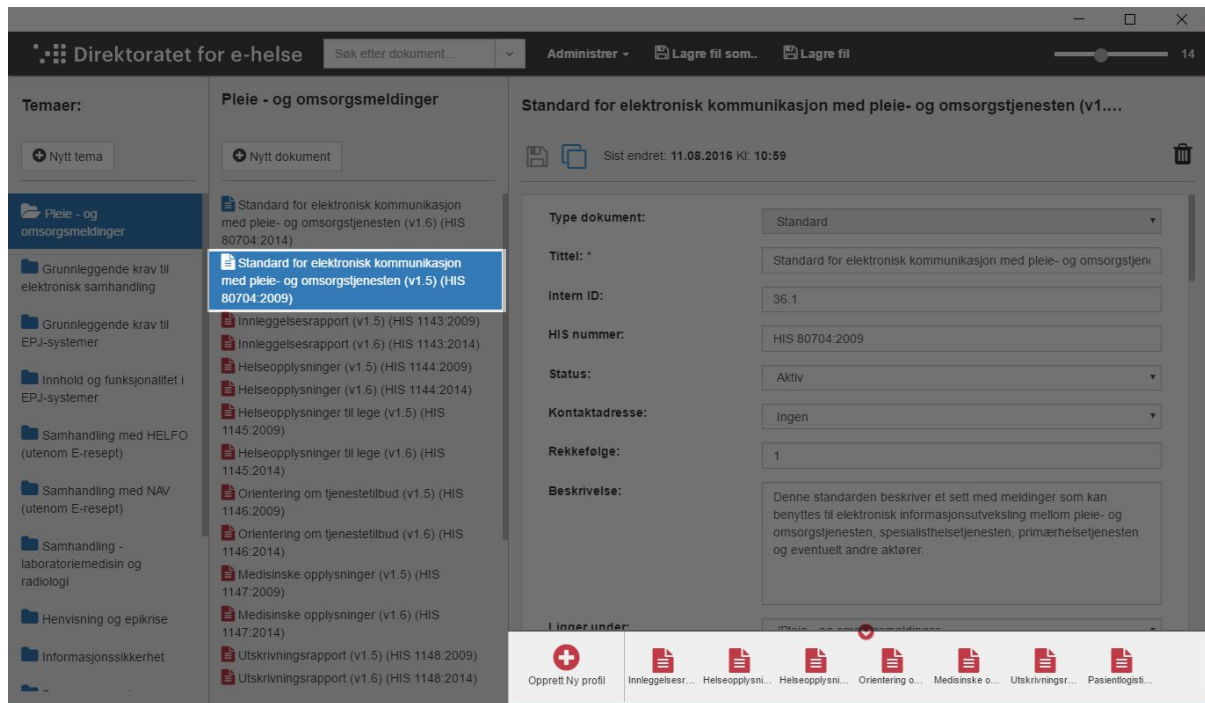 Direktoratet for e-helse
Søk etter dokument...
Administrer
Lagre fil som..
Lagre fil
14
Temaer:
Nytt tema
Pleie - og
omsorgsmeldinger
Grunnleggende krav til
elektronisk samhandling
Grunnleggende krav til
EPJ-systemer
Innhold og funksjonalitet i
EPJ-systemer
Samhandling med HELFO
(utenom E-resept)
Samhandling med NAV
(utenom E-resept)
Samhandling -
laboratoriemedisin og
radiologi
Henvisning og epikrise
Informasjonssikkerhet
Pleie - og omsorgsmeldinger
Nytt dokument
Standard for elektronisk kommunikasjon
med pleie- og omsorgstjenesten (v1.6) (HIS
80704:2014)
Standard for elektronisk kommunikasjon
med pleie- og omsorgstjenesten (v1.5) (HIS
80704:2009)
Innleggelsesrapport (v1.5) (HIS 1143:2009)
Innleggelsesrapport (v1.6) (HIS 1143:2014)
Helseopplysninger (v1.5) (HIS 1144:2009)
Helseopplysninger (v1.6) (HIS 1144:2014)
Helseopplysninger til lege (v1.5) (HIS
1145:2009)
Helseopplysninger til lege (v1.6) (HIS
1145:2014)
Orientering om tjenestetilbud (v1.5) (HIS
1146:2009)
Orientering om tjenestetilbud (v1.6) (HIS
1146:2014)
Medisinske opplysninger (v1.5) (HIS
1147:2009)
Medisinske opplysninger (v1.6) (HIS
1147:2014)
Utskrivningsrapport (v1.5) (HIS 1148:2009)
Utskrivningsrapport (v1.6) (HIS 1148:2014)
Standard for elektronisk kommunikasjon med pleie- og omsorgstjenesten (v1....
Sist endret: 11.08.2016 Kl: 10:59
Type dokument:
Standard
Tittel: *
Standard for elektronisk kommunikasjon med pleie- og omsorgstjen
Intern ID:
36.1
HIS nummer:
HIS 80704:2009
Status:
Aktiv
Kontaktadresse:
Ingen
Rekkefølge:
1
Beskrivelse:
Denne standarden beskriver et sett med meldinger som kan
benyttes til elektronisk informasjonsutveksling mellom pleie- og
omsorgstjenesten, spesialisthelsetjenesten, primærhelsetjenesten
og eventuelt andre aktører.
Ligger under:
/Pleie - og omsorgsmeldinger
Opprett Ny profil
Innleggelsesr...
Helseopplysni...
Helseopplysni...
Orientering o...
Medisinske o...
Utskrivningsr...
Pasientlogisti...